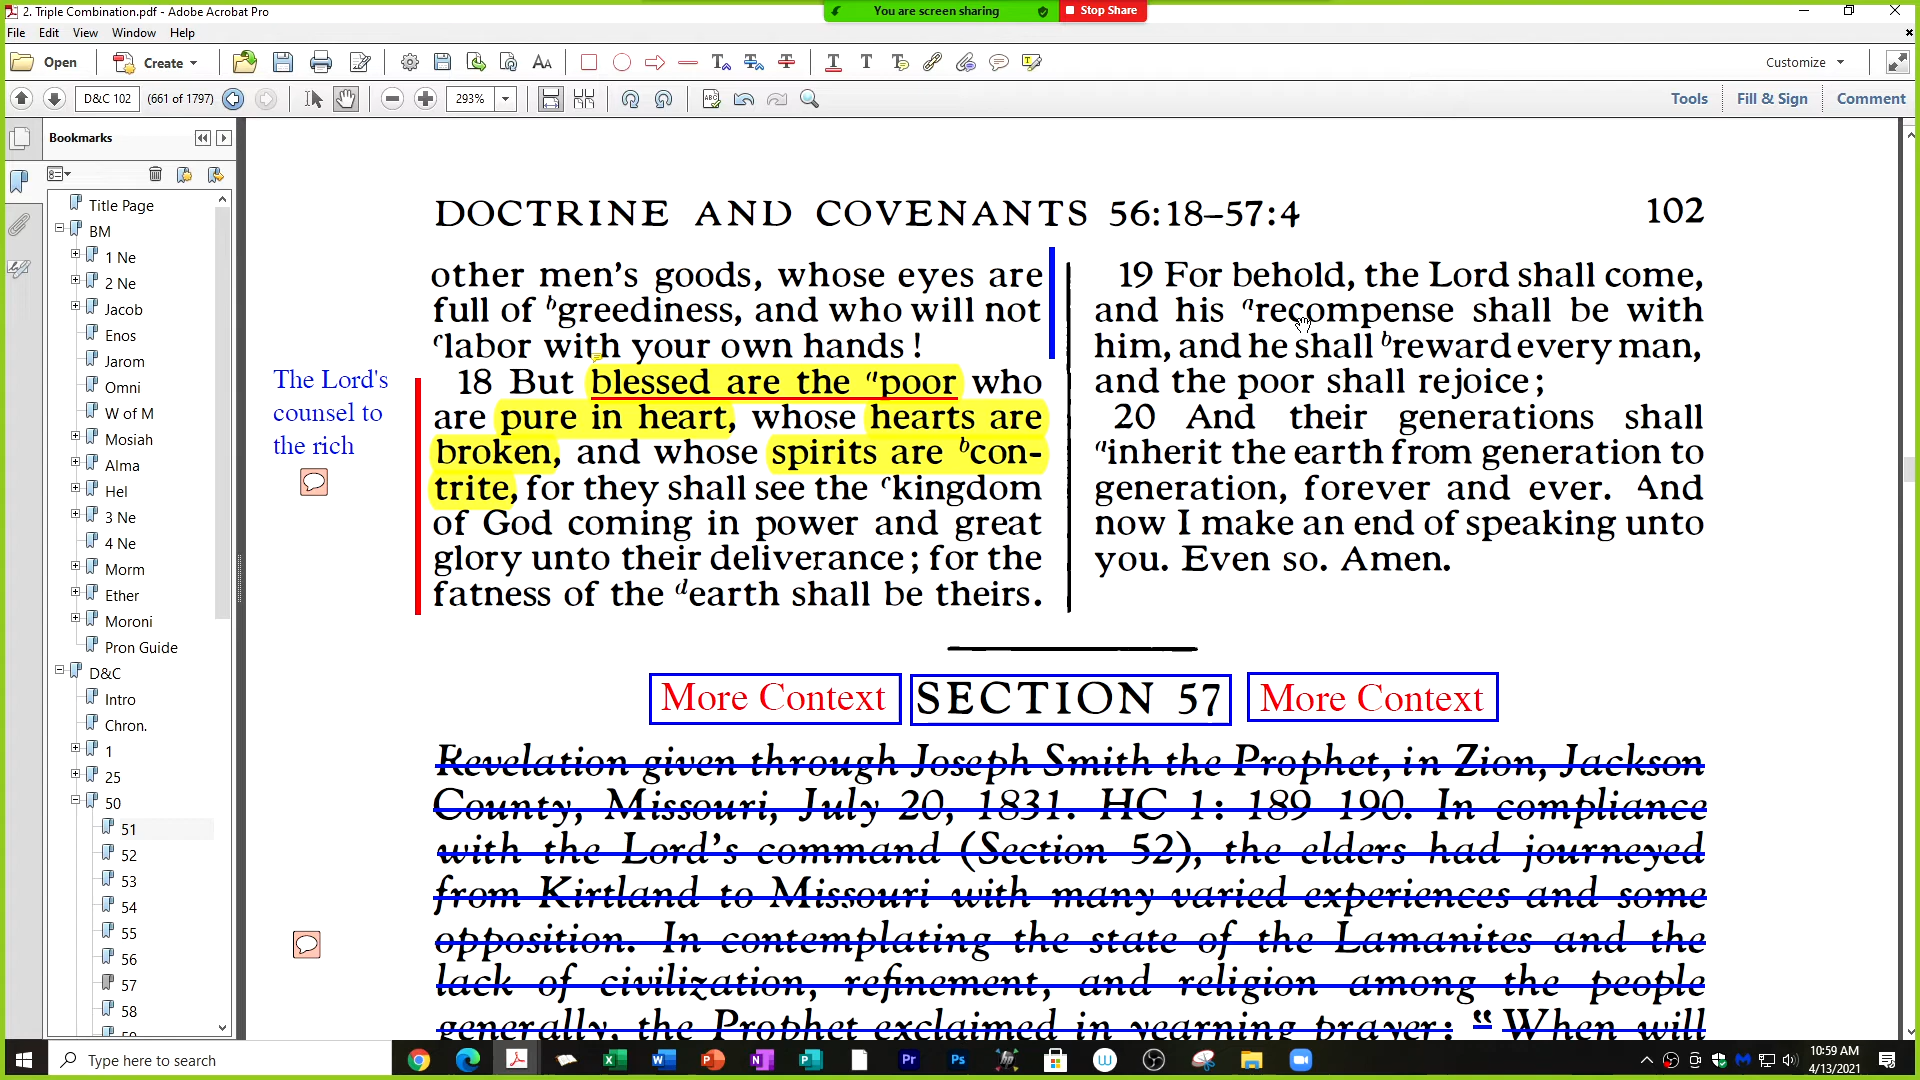 2. Triple Combination.pdf - Adobe Acrobat Pro
You are screen sharing
Stop Share
File Edit View Window Help
Open Create Customize
D&C 102 (661 of 1797) 293% Tools Fill & Sign Comment
Bookmarks
Title Page
BM
1 Ne
2 Ne
Jacob
Enos
Jarom
Omni
W of M
Mosiah
Alma
Hel
3 Ne
4 Ne
Morm
Ether
Moroni
Pron Guide
D&C
Intro
Chron.
1
25
50
51
52
53
54
55
56
57
58
DOCTRINE AND COVENANTS 56:18–57:4 102
other men's goods, whose eyes are
full of bgreediness, and who will not
clabor with your own hands!
The Lord's
counsel to
the rich
18 But blessed are the apoor who
are pure in heart, whose hearts are
broken, and whose spirits are bcon-
trite, for they shall see the ckingdom
of God coming in power and great
glory unto their deliverance; for the
fatness of the dearth shall be theirs.
19 For behold, the Lord shall come,
and his arecompense shall be with
him, and he shall breward every man,
and the poor shall rejoice;
20 And their generations shall
ainherit the earth from generation to
generation, forever and ever. And
now I make an end of speaking unto
you. Even so. Amen.
More Context SECTION 57 More Context
Revelation given through Joseph Smith the Prophet, in Zion, Jackson
County, Missouri, July 20, 1831. HC 1: 189–190. In compliance
with the Lord's command (Section 52), the elders had journeyed
from Kirtland to Missouri with many varied experiences and some
opposition. In contemplating the state of the Lamanites and the
lack of civilization, refinement, and religion among the people
generally, the Prophet exclaimed in yearning prayer: "When will
Type here to search
10:59 AM
4/13/2021